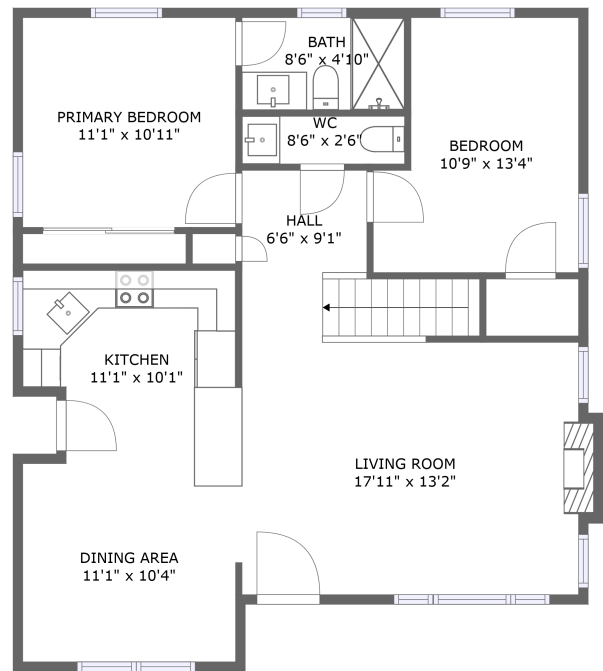 BATH
8'6" x 4'10"
PRIMARY BEDROOM
11'1" x 10'11"
WC
8'6" x 2'6"
BEDROOM
10'9" x 13'4"
HALL
6'6" x 9'1"
KITCHEN
11'1" x 10'1"
LIVING ROOM
17'11" x 13'2"
DINING AREA
11'1" x 10'4"